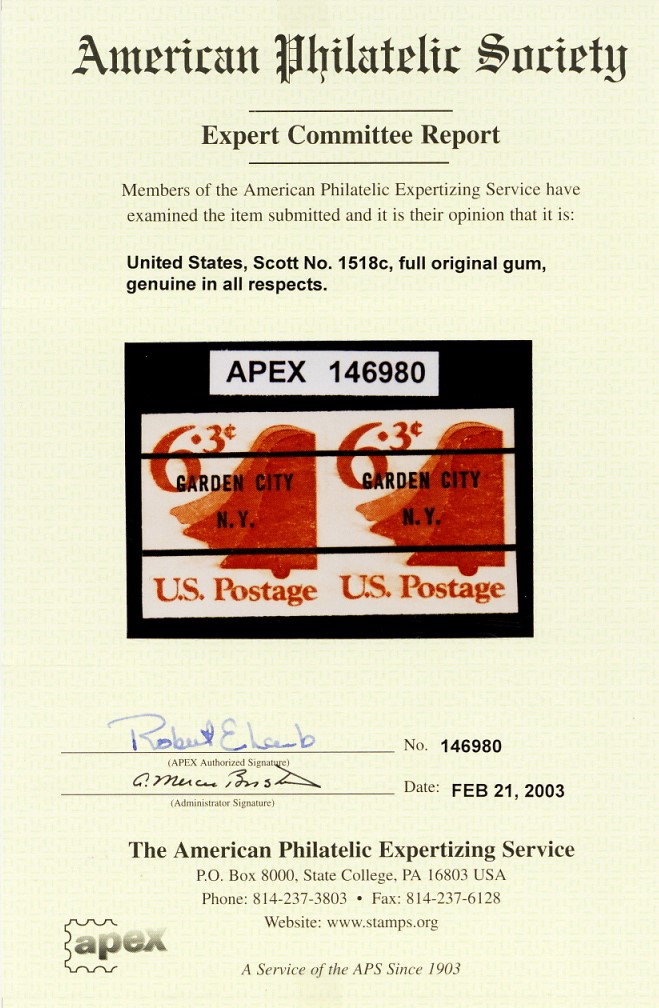 American Philatelic Society
Expert Committee Report
Members of the American Philatelic Expertizing Service have
examined the item submitted and it is their opinion that it is:
United States, Scott No. 1518c, full original gum,
genuine in all respects.
APEX 146980
6.3¢ 6.3¢
GARDEN CITY GARDEN CITY
N.Y. N.Y.
U.S. Postage U.S. Postage
Robert E Lamb
No. 146980
(APEX Authorized Signature)
Date: FEB 21, 2003
(Administrator Signature)
The American Philatelic Expertizing Service
P.O. Box 8000, State College, PA 16803 USA
Phone: 814-237-3803 • Fax: 814-237-6128
Website: www.stamps.org
apex
A Service of the APS Since 1903